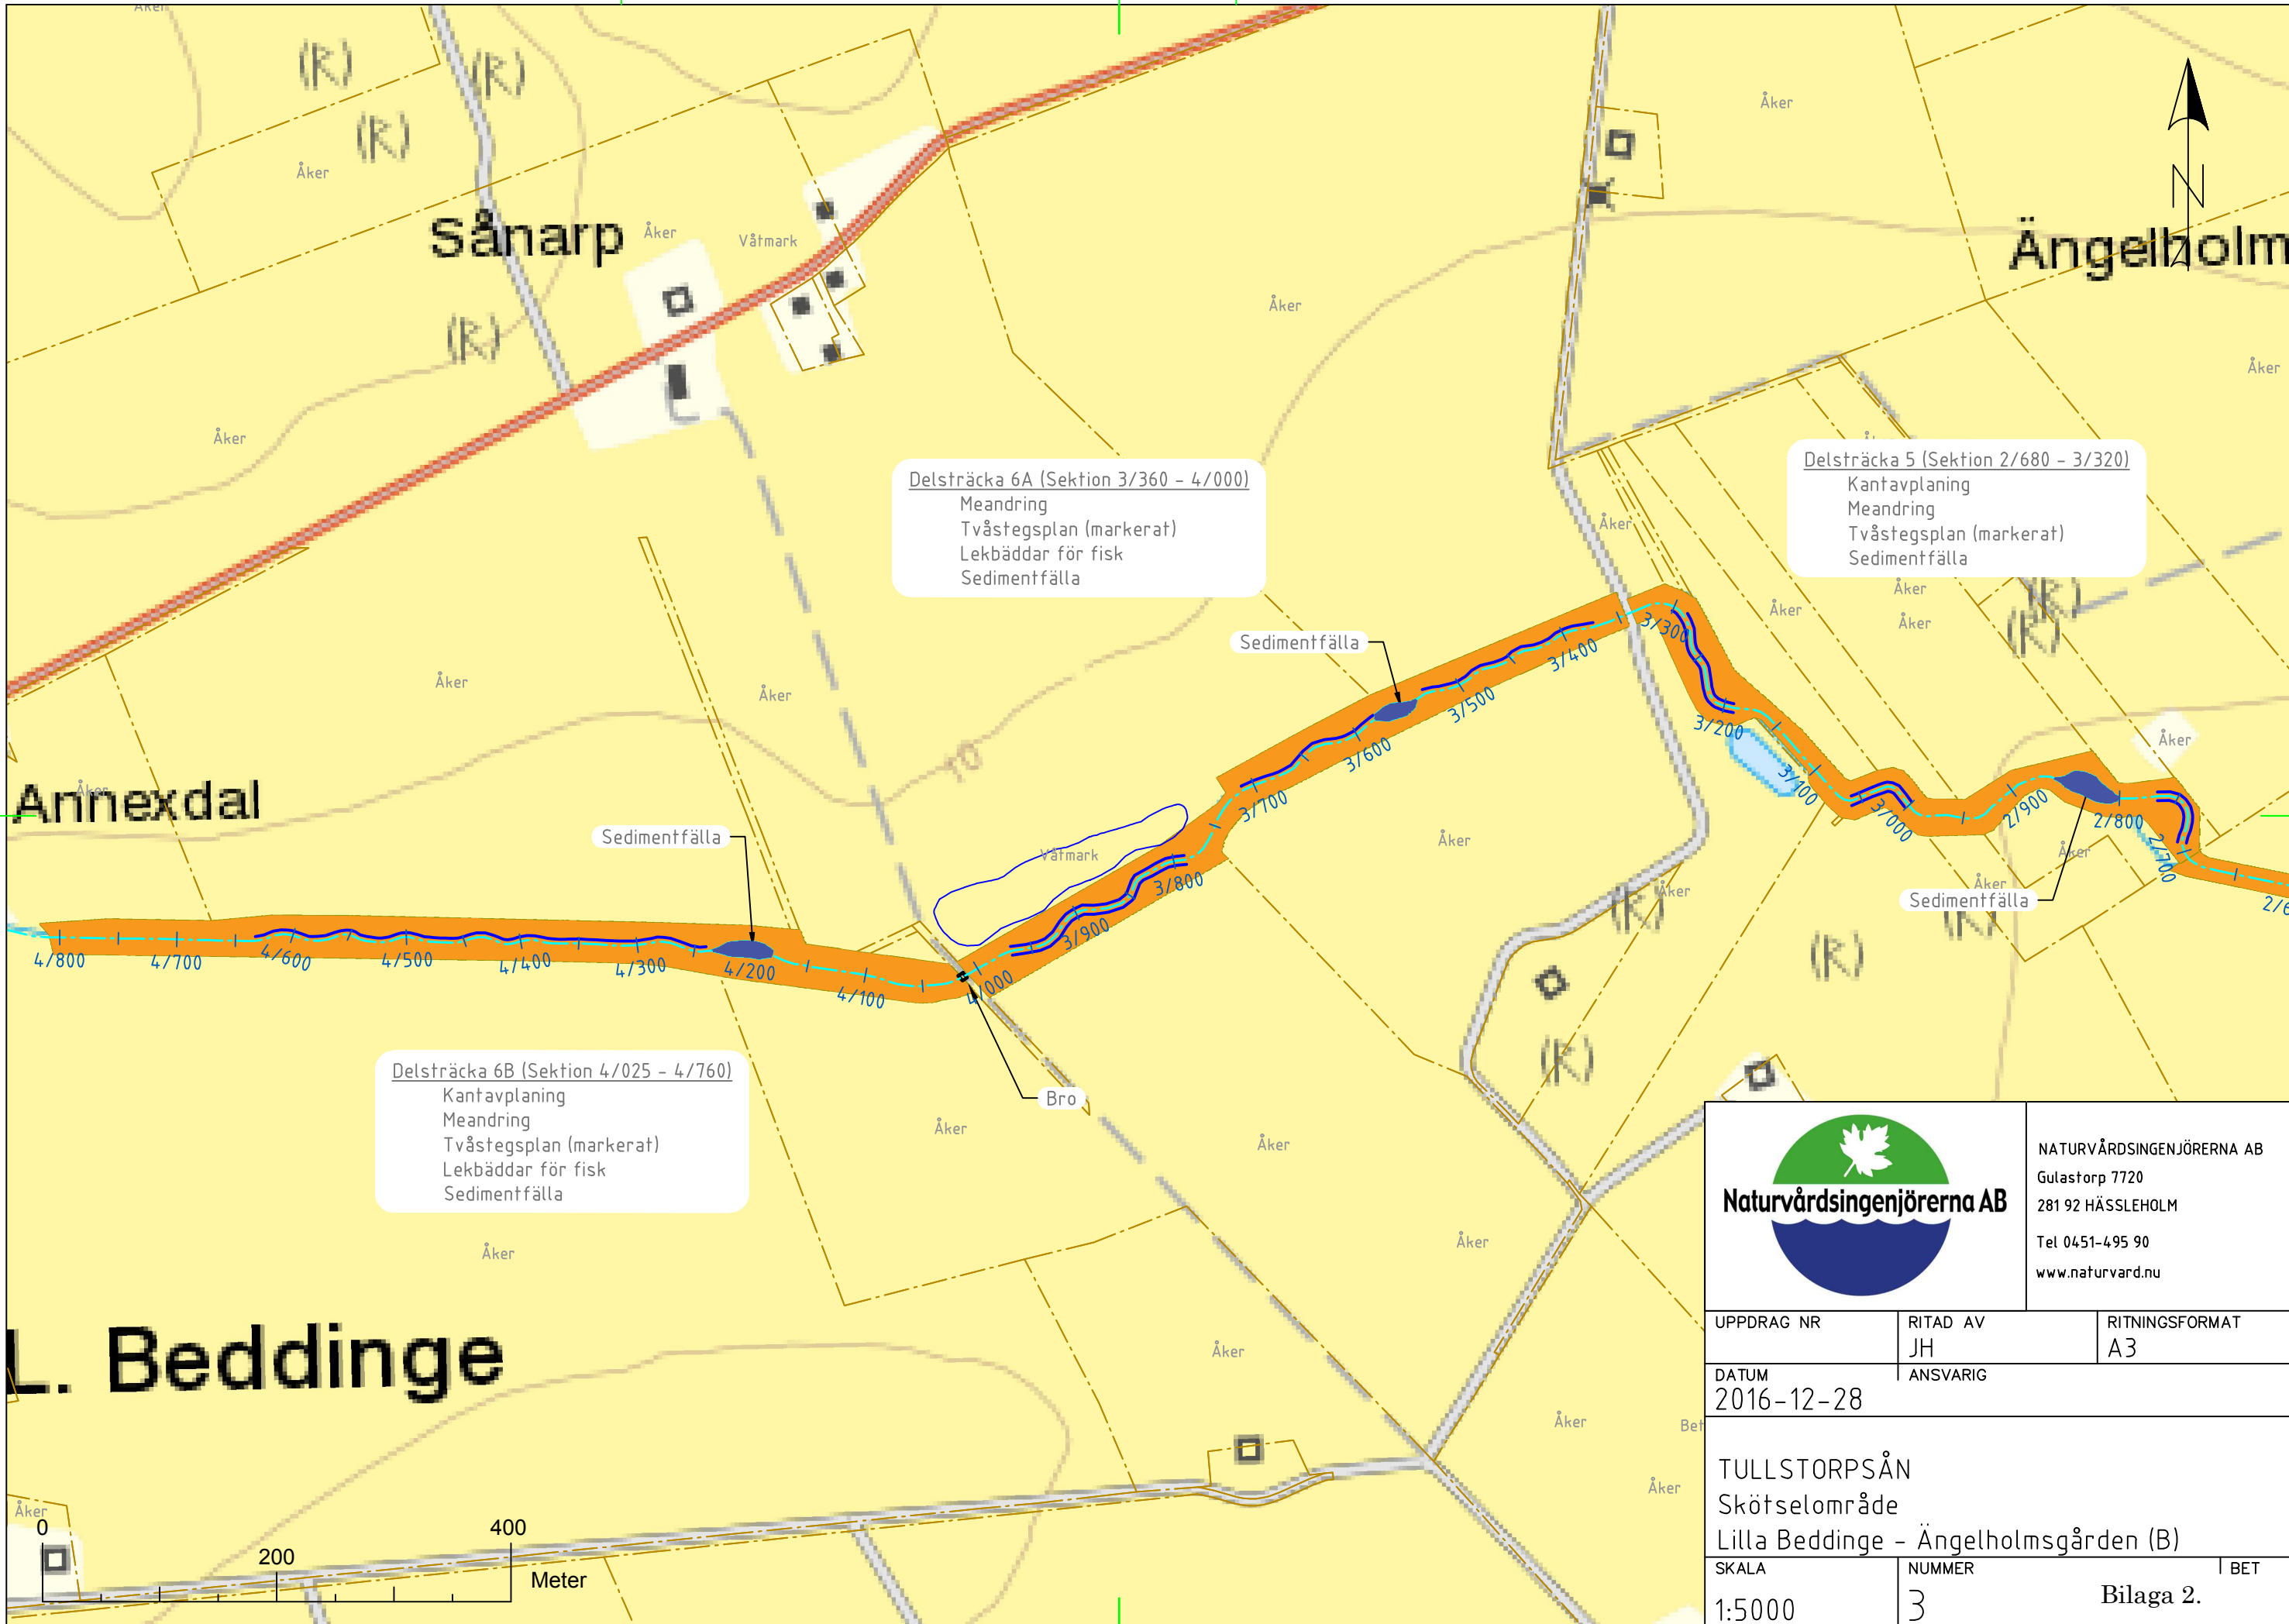 Åker
(R)
(R)
(R)
Åker
Åker
Sånarp
Åker
Våtmark
Ängelholm
(R)
Åker
Åker
Åker
Delsträcka 6A (Sektion 3/360 - 4/000)
Meandring
Tvåstegsplan (markerat)
Lekbäddar för fisk
Sedimentfälla
Delsträcka 5 (Sektion 2/680 - 3/320)
Kantavplaning
Meandring
Tvåstegsplan (markerat)
Sedimentfälla
Åker
Åker
Åker
Åker
(R)
(R)
Sedimentfälla
3/300
3/400
3/500
3/600
3/700
3/200
3/100
3/000
2/900
2/800
2/700
Åker
Åker
Åker
10
Åker
Annexdal
Sedimentfälla
Våtmark
3/800
3/900
4/000
Åker
Åker
Åker
Åker
Sedimentfälla
(R)
(R)
(R)
4/800
4/700
4/600
4/500
4/400
4/300
4/200
4/100
Delsträcka 6B (Sektion 4/025 - 4/760)
Kantavplaning
Meandring
Tvåstegsplan (markerat)
Lekbäddar för fisk
Sedimentfälla
Bro
(R)
Åker
Åker
Åker
Åker
L. Beddinge
Åker
Åker
Åker
Åker
0
200
400
Meter
Naturvårdsingenjörerna AB
NATURVÅRDSINGENJÖRERNA AB
Gulastorp 7720
281 92 HÄSSLEHOLM
Tel 0451-495 90
www.naturvard.nu
UPPDRAG NR
RITAD AV
JH
RITNINGSFORMAT
A3
DATUM
2016-12-28
ANSVARIG
TULLSTORPSÅN
Skötselområde
Lilla Beddinge - Ängelholmsgården (B)
SKALA
1:5000
NUMMER
3
BET
Bilaga 2.
N